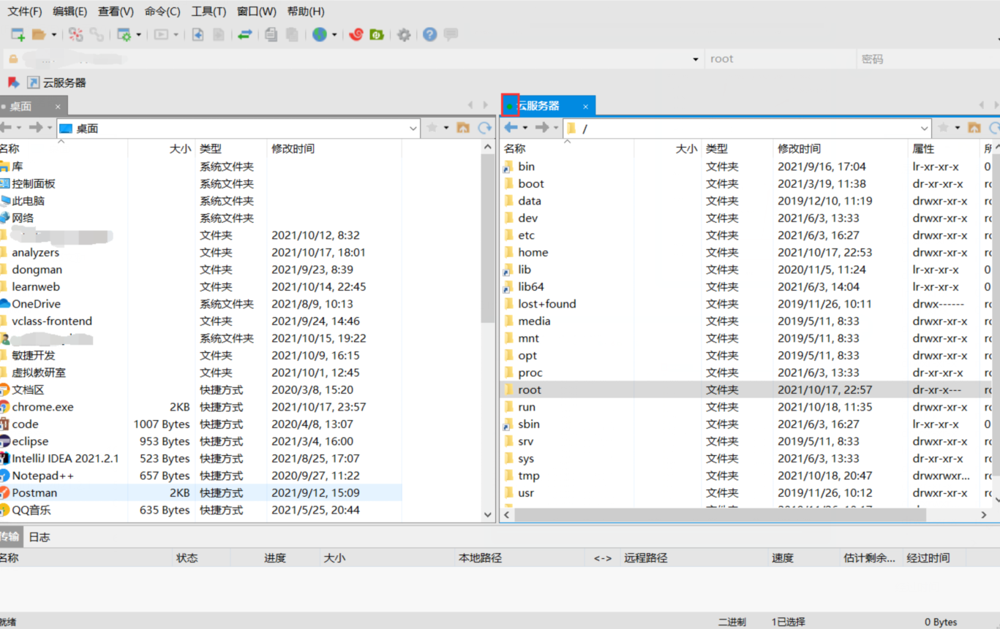 文件(F) 编辑(E) 查看(V) 命令(C) 工具(T) 窗口(W) 帮助(H)
root 密码
云服务器
桌面 × 云服务器 ×
桌面 /
名称 大小 类型 修改时间 名称 大小 类型 修改时间 属性 所
库 系统文件夹 bin 文件夹 2021/9/16, 17:04 lr-xr-xr-x 0
控制面板 系统文件夹 boot 文件夹 2021/3/19, 11:38 dr-xr-xr-x
此电脑 系统文件夹 data 文件夹 2019/12/10, 11:19 drwxr-xr-x
网络 系统文件夹 dev 文件夹 2021/6/3, 13:33 drwxr-xr-x
文件夹 2021/10/12, 8:32 etc 文件夹 2021/6/3, 16:27 drwxr-xr-x
analyzers 文件夹 2021/10/17, 18:01 home 文件夹 2021/10/17, 22:53 drwxr-xr-x
dongman 文件夹 2021/9/23, 8:39 lib 文件夹 2020/11/5, 11:24 lr-xr-xr-x 0
learnweb 文件夹 2021/10/14, 22:45 lib64 文件夹 2021/6/3, 14:04 lr-xr-xr-x 0
OneDrive 系统文件夹 2021/8/9, 10:13 lost+found 文件夹 2019/11/26, 10:11 drwx------
vclass-frontend 文件夹 2021/9/24, 14:46 media 文件夹 2019/5/11, 8:33 drwxr-xr-x
系统文件夹 2021/10/15, 19:22 mnt 文件夹 2019/5/11, 8:33 drwxr-xr-x
敏捷开发 文件夹 2021/10/9, 16:15 opt 文件夹 2019/5/11, 8:33 drwxr-xr-x
虚拟教研室 文件夹 2021/10/1, 12:45 proc 文件夹 2021/6/3, 13:33 dr-xr-xr-x
文档区 快捷方式 2020/3/8, 15:20 root 文件夹 2021/10/17, 22:57 dr-xr-x---
chrome.exe 2KB 快捷方式 2021/10/17, 23:57 run 文件夹 2021/10/18, 11:35 drwxr-xr-x
code 1007 Bytes 快捷方式 2020/4/8, 13:07 sbin 文件夹 2021/6/3, 16:27 lr-xr-xr-x 0
eclipse 953 Bytes 快捷方式 2021/3/4, 16:00 srv 文件夹 2019/5/11, 8:33 drwxr-xr-x
IntelliJ IDEA 2021.2.1 523 Bytes 快捷方式 2021/8/25, 17:07 sys 文件夹 2021/6/3, 13:33 dr-xr-xr-x
Notepad++ 657 Bytes 快捷方式 2020/9/27, 11:22 tmp 文件夹 2021/10/18, 20:47 drwxrwxr...
Postman 2KB 快捷方式 2021/9/12, 15:09 usr 文件夹 2019/11/26, 10:12 drwxr-xr-x
QQ音乐 635 Bytes 快捷方式 2021/5/25, 20:44
传输 日志
名称 状态 进度 大小 本地路径 <-> 远程路径 速度 估计剩余... 经过时间
就绪 二进制 1已选择 0 Bytes